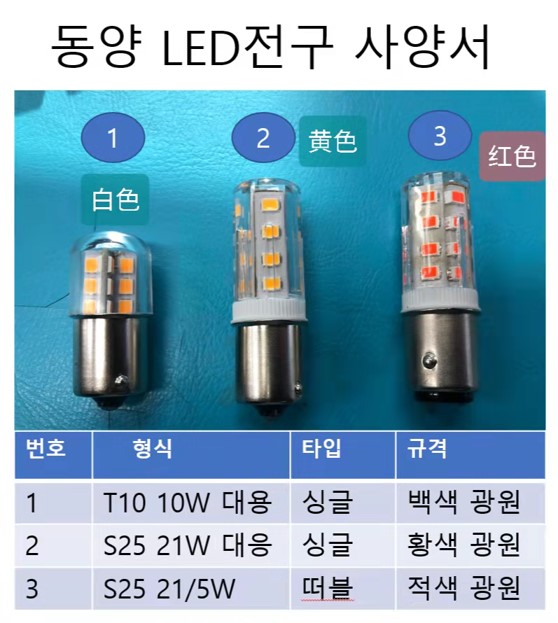 동양 LED전구 사양서
1
2
黄色
3
红色
白色
번호 형식 타입 규격
1 T10 10W 대용 싱글 백색 광원
2 S25 21W 대응 싱글 황색 광원
3 S25 21/5W 떠블 적색 광원